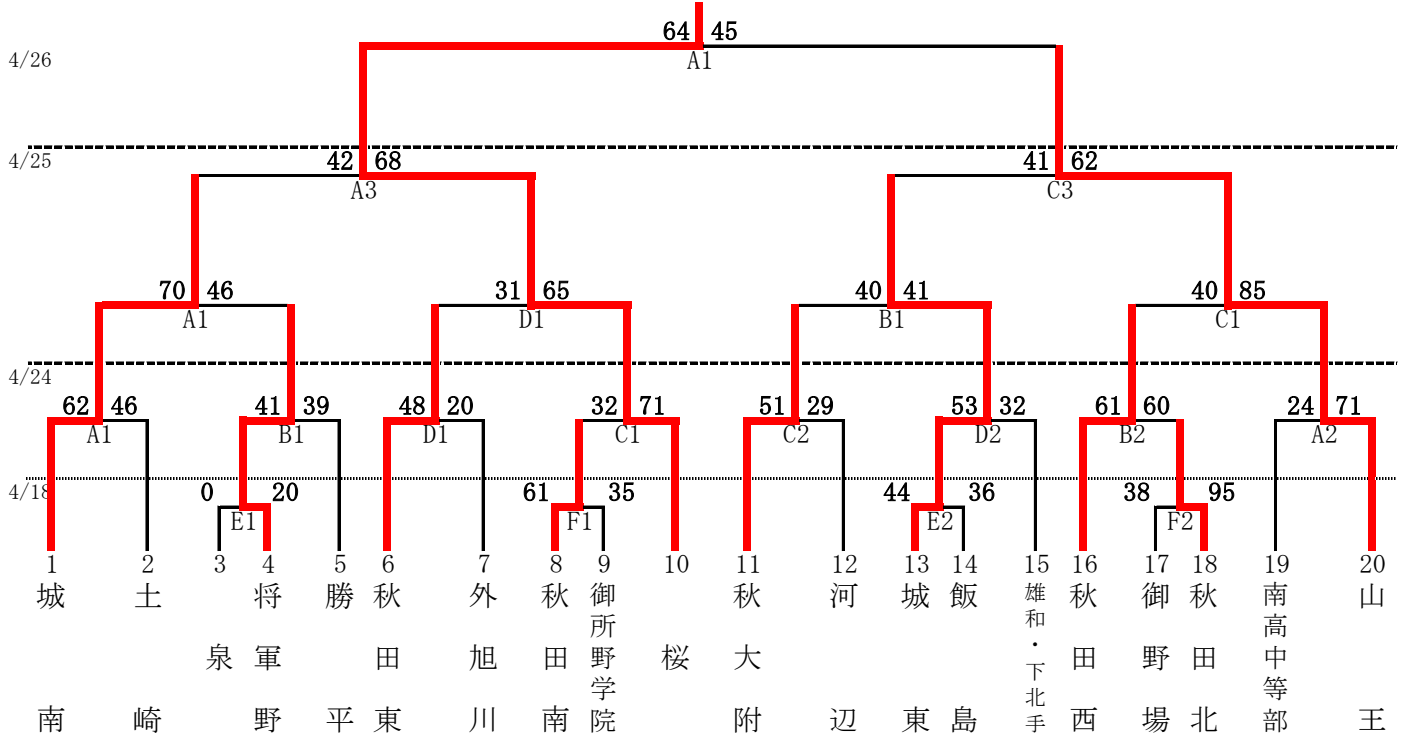 64 45
4/26
A1
4/25
42 68 41 62
A3 C3
70 46 31 65 40 41 40 85
A1 D1 B1 C1
4/24
62 46 41 39 48 20 32 71 51 29 53 32 61 60 24 71
A1 B1 D1 C1 C2 D2 B2 A2
4/18
0 20 61 35 44 36 38 95
E1 F1 E2 F2
1 2 3 4 5 6 7 8 9 10 11 12 13 14 15 16 17 18 19 20
城南
土崎
泉
将軍野
勝平
秋田東
外旭川
秋田南
御所野学院
桜
秋大附
河辺
城東
飯島
雄和・下北手
秋田西
御野場
秋田北
南高中等部
山王